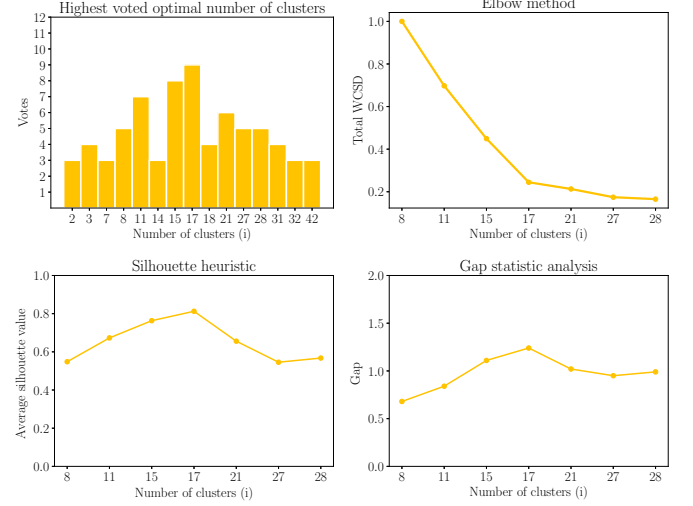 Highest voted optimal number of clusters
12
11
10
9
8
7
6
5
4
3
2
1
Votes
2 3 7 8 11 14 15 17 18 21 27 28 31 32 42
Number of clusters (i)
Elbow method
1.0
0.8
0.6
0.4
0.2
Total WCSD
8 11 15 17 21 27 28
Number of clusters (i)
Silhouette heuristic
1.0
0.8
0.6
0.4
0.2
0.0
Average silhouette value
8 11 15 17 21 27 28
Number of clusters (i)
Gap statistic analysis
2.0
1.5
1.0
0.5
0.0
Gap
8 11 15 17 21 27 28
Number of clusters (i)